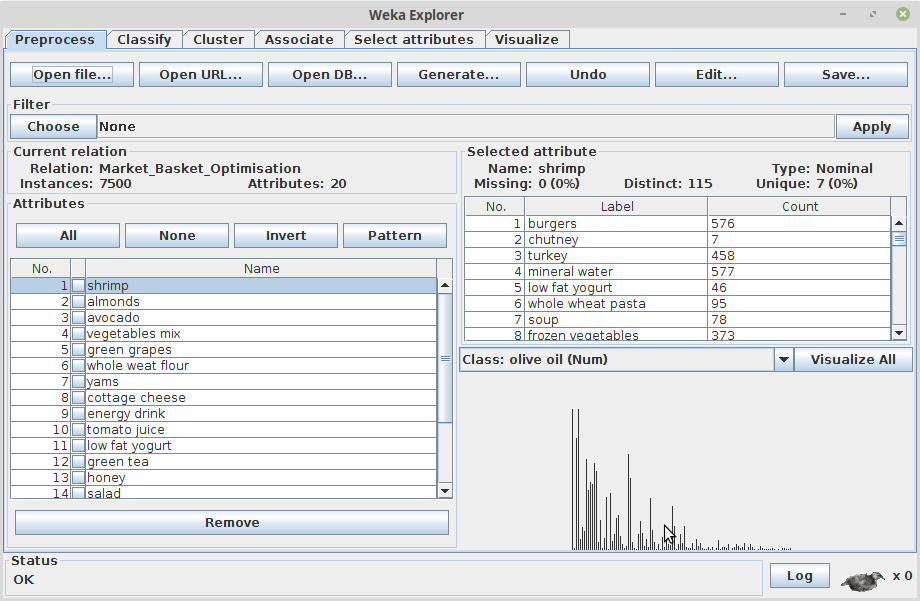 Weka Explorer
Preprocess Classify Cluster Associate Select attributes Visualize
Open file... Open URL... Open DB... Generate... Undo Edit... Save...
Filter
Choose None Apply
Current relation
Relation: Market_Basket_Optimisation
Instances: 7500 Attributes: 20
Attributes
All None Invert Pattern
No. Name
1 shrimp
2 almonds
3 avocado
4 vegetables mix
5 green grapes
6 whole weat flour
7 yams
8 cottage cheese
9 energy drink
10 tomato juice
11 low fat yogurt
12 green tea
13 honey
14 salad
Remove
Selected attribute
Name: shrimp Type: Nominal
Missing: 0 (0%) Distinct: 115 Unique: 7 (0%)
No. Label Count
1 burgers 576
2 chutney 7
3 turkey 458
4 mineral water 577
5 low fat yogurt 46
6 whole wheat pasta 95
7 soup 78
8 frozen vegetables 373
Class: olive oil (Num) Visualize All
Status
OK
Log x 0